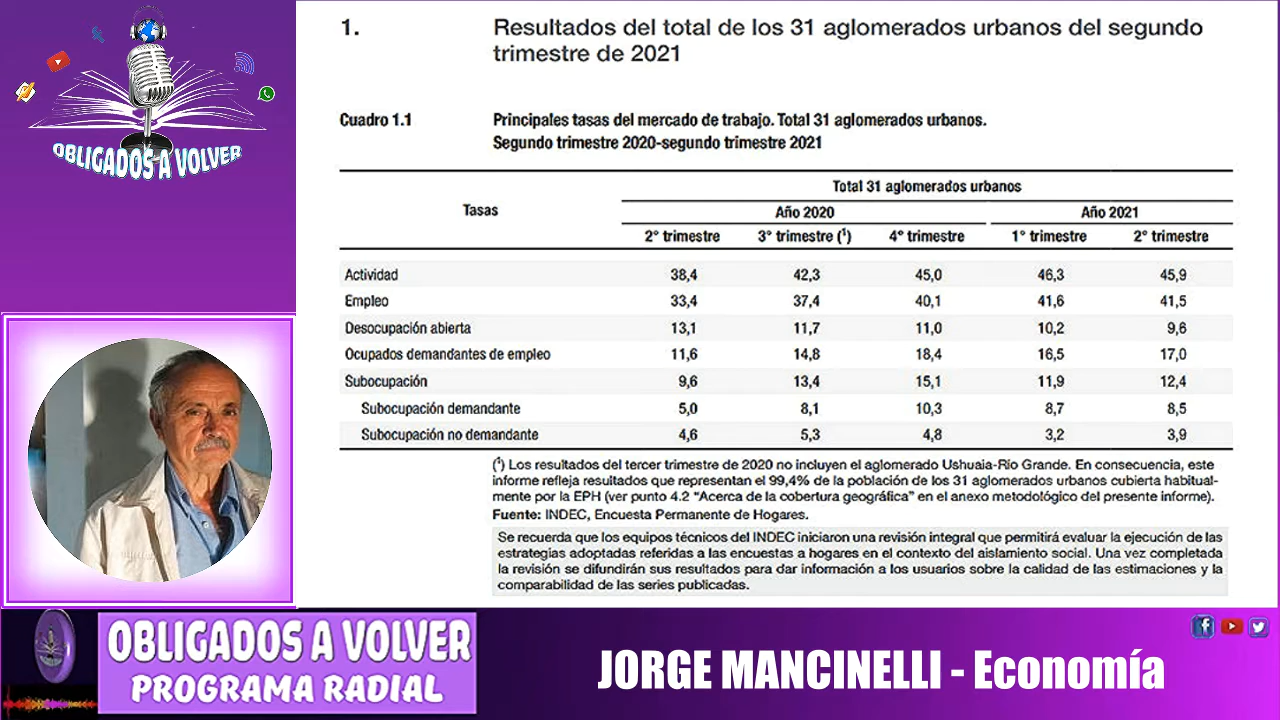 OBLIGADOS A VOLVER
1. Resultados del total de los 31 aglomerados urbanos del segundo
trimestre de 2021
Cuadro 1.1 Principales tasas del mercado de trabajo. Total 31 aglomerados urbanos.
Segundo trimestre 2020-segundo trimestre 2021
Total 31 aglomerados urbanos
Tasas
Año 2020 Año 2021
2° trimestre 3° trimestre (¹) 4° trimestre 1° trimestre 2° trimestre
Actividad 38,4 42,3 45,0 46,3 45,9
Empleo 33,4 37,4 40,1 41,6 41,5
Desocupación abierta 13,1 11,7 11,0 10,2 9,6
Ocupados demandantes de empleo 11,6 14,8 18,4 16,5 17,0
Subocupación 9,6 13,4 15,1 11,9 12,4
Subocupación demandante 5,0 8,1 10,3 8,7 8,5
Subocupación no demandante 4,6 5,3 4,8 3,2 3,9
(¹) Los resultados del tercer trimestre de 2020 no incluyen el aglomerado Ushuaia-Río Grande. En consecuencia, este
informe refleja resultados que representan el 99,4% de la población de los 31 aglomerados urbanos cubierta habitual-
mente por la EPH (ver punto 4.2 “Acerca de la cobertura geográfica” en el anexo metodológico del presente informe).
Fuente: INDEC, Encuesta Permanente de Hogares.
Se recuerda que los equipos técnicos del INDEC iniciaron una revisión integral que permitirá evaluar la ejecución de las
estrategias adoptadas referidas a las encuestas a hogares en el contexto del aislamiento social. Una vez completada
la revisión se difundirán sus resultados para dar información a los usuarios sobre la calidad de las estimaciones y la
comparabilidad de las series publicadas.
OBLIGADOS A VOLVER
PROGRAMA RADIAL
JORGE MANCINELLI - Economía